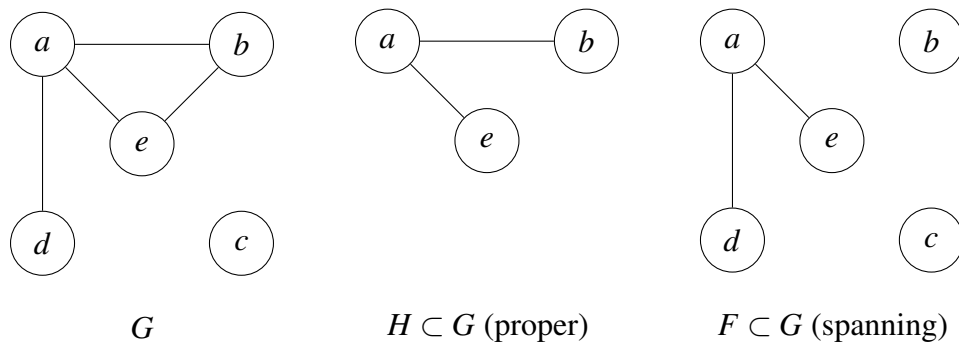 a b a b a b
e e e
d c d c
G H ⊂ G (proper) F ⊂ G (spanning)